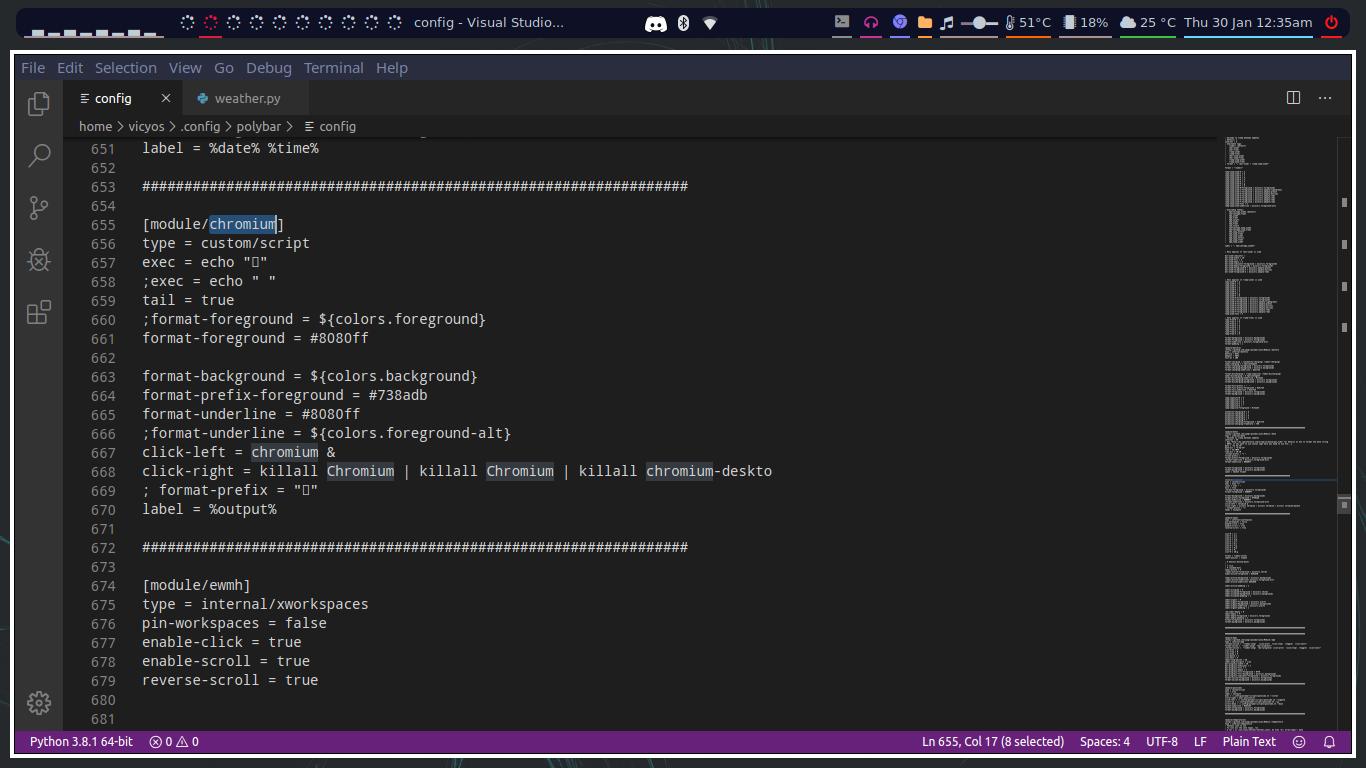 config - Visual Studio...
51°C
18%
25 °C
Thu 30 Jan 12:35am
File Edit Selection View Go Debug Terminal Help
config
weather.py
home > vicyos > .config > polybar > config
651 label = %date% %time%
652
653 #################################################################
654
655 [module/chromium]
656 type = custom/script
657 exec = echo "▯"
658 ;exec = echo " "
659 tail = true
660 ;format-foreground = ${colors.foreground}
661 format-foreground = #8080ff
662
663 format-background = ${colors.background}
664 format-prefix-foreground = #738adb
665 format-underline = #8080ff
666 ;format-underline = ${colors.foreground-alt}
667 click-left = chromium &
668 click-right = killall Chromium | killall Chromium | killall chromium-deskto
669 ; format-prefix = "▯"
670 label = %output%
671
672 #################################################################
673
674 [module/ewmh]
675 type = internal/xworkspaces
676 pin-workspaces = false
677 enable-click = true
678 enable-scroll = true
679 reverse-scroll = true
680
681
Python 3.8.1 64-bit
0
0
Ln 655, Col 17 (8 selected)
Spaces: 4
UTF-8
LF
Plain Text